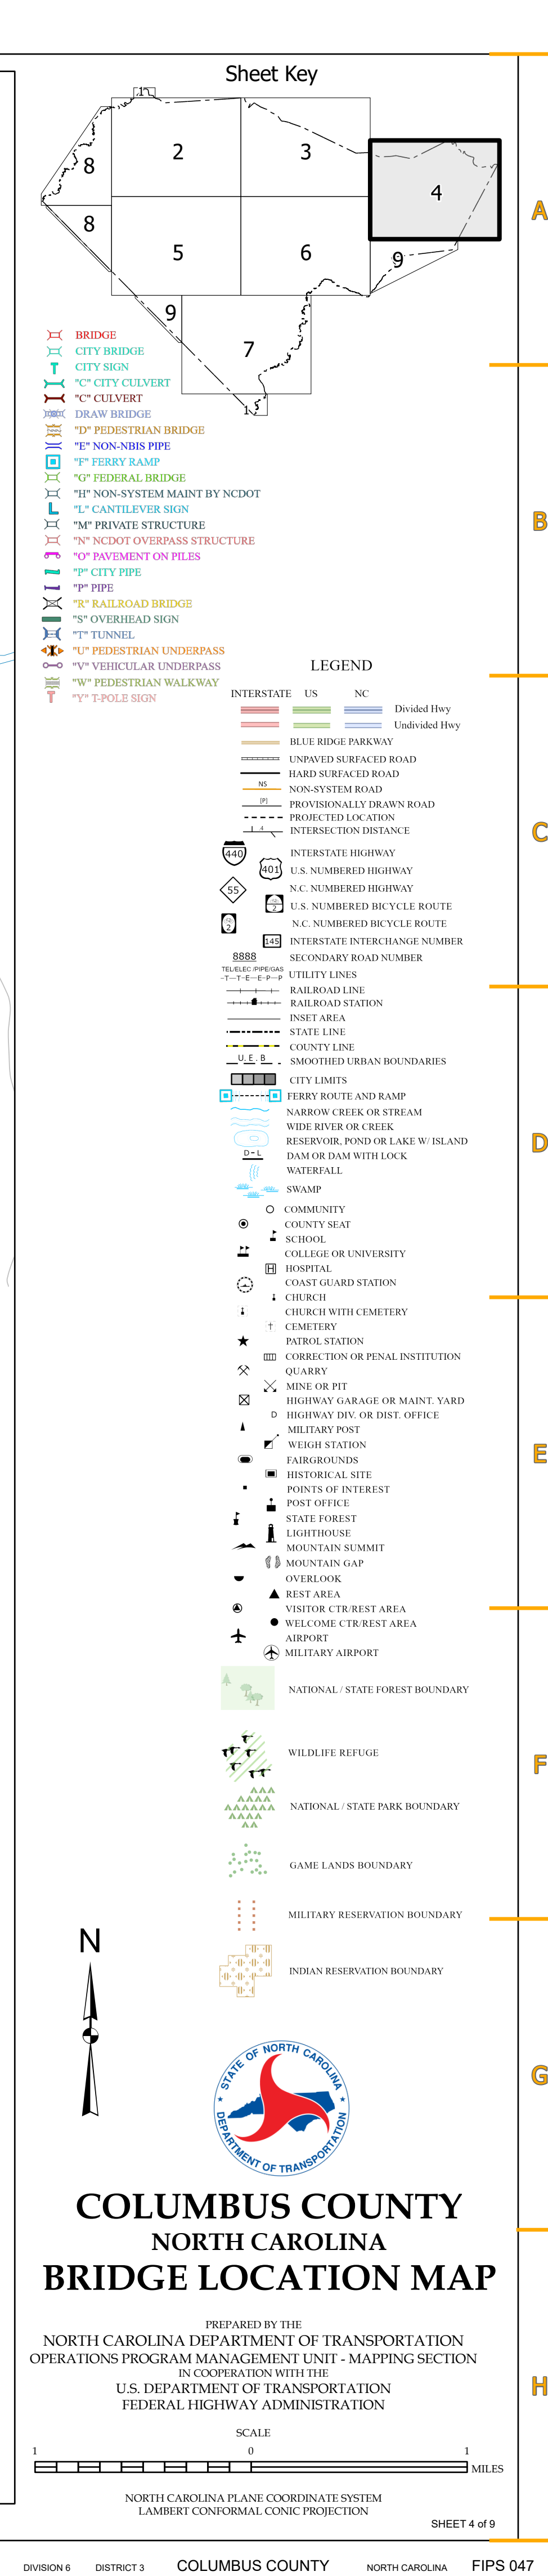 Sheet Key
1
2
3
8
4
8
5
6
9
9
7
1
BRIDGE
CITY BRIDGE
CITY SIGN
"C" CITY CULVERT
"C" CULVERT
DRAW BRIDGE
"D" PEDESTRIAN BRIDGE
"E" NON-NBIS PIPE
"F" FERRY RAMP
"G" FEDERAL BRIDGE
"H" NON-SYSTEM MAINT BY NCDOT
"L" CANTILEVER SIGN
"M" PRIVATE STRUCTURE
"N" NCDOT OVERPASS STRUCTURE
"O" PAVEMENT ON PILES
"P" CITY PIPE
"P" PIPE
"R" RAILROAD BRIDGE
"S" OVERHEAD SIGN
"T" TUNNEL
"U" PEDESTRIAN UNDERPASS
"V" VEHICULAR UNDERPASS
"W" PEDESTRIAN WALKWAY
"Y" T-POLE SIGN
LEGEND
INTERSTATE US NC
Divided Hwy
Undivided Hwy
BLUE RIDGE PARKWAY
UNPAVED SURFACED ROAD
HARD SURFACED ROAD
NS NON-SYSTEM ROAD
[P] PROVISIONALLY DRAWN ROAD
PROJECTED LOCATION
.4 INTERSECTION DISTANCE
440 INTERSTATE HIGHWAY
401 U.S. NUMBERED HIGHWAY
55 N.C. NUMBERED HIGHWAY
2 U.S. NUMBERED BICYCLE ROUTE
2 N.C. NUMBERED BICYCLE ROUTE
145 INTERSTATE INTERCHANGE NUMBER
8888 SECONDARY ROAD NUMBER
TEL/ELEC /PIPE/GAS
-T—T-E—E-P—P UTILITY LINES
RAILROAD LINE
RAILROAD STATION
INSET AREA
STATE LINE
COUNTY LINE
U.E.B SMOOTHED URBAN BOUNDARIES
CITY LIMITS
FERRY ROUTE AND RAMP
NARROW CREEK OR STREAM
WIDE RIVER OR CREEK
RESERVOIR, POND OR LAKE W/ ISLAND
D-L DAM OR DAM WITH LOCK
WATERFALL
SWAMP
COMMUNITY
COUNTY SEAT
SCHOOL
COLLEGE OR UNIVERSITY
H HOSPITAL
COAST GUARD STATION
CHURCH
CHURCH WITH CEMETERY
CEMETERY
PATROL STATION
CORRECTION OR PENAL INSTITUTION
QUARRY
MINE OR PIT
HIGHWAY GARAGE OR MAINT. YARD
D HIGHWAY DIV. OR DIST. OFFICE
MILITARY POST
WEIGH STATION
FAIRGROUNDS
HISTORICAL SITE
POINTS OF INTEREST
POST OFFICE
STATE FOREST
LIGHTHOUSE
MOUNTAIN SUMMIT
MOUNTAIN GAP
OVERLOOK
REST AREA
VISITOR CTR/REST AREA
WELCOME CTR/REST AREA
AIRPORT
MILITARY AIRPORT
NATIONAL / STATE FOREST BOUNDARY
WILDLIFE REFUGE
NATIONAL / STATE PARK BOUNDARY
GAME LANDS BOUNDARY
MILITARY RESERVATION BOUNDARY
INDIAN RESERVATION BOUNDARY
N
STATE OF NORTH CAROLINA
DEPARTMENT OF TRANSPORTATION
COLUMBUS COUNTY
NORTH CAROLINA
BRIDGE LOCATION MAP
PREPARED BY THE
NORTH CAROLINA DEPARTMENT OF TRANSPORTATION
OPERATIONS PROGRAM MANAGEMENT UNIT - MAPPING SECTION
IN COOPERATION WITH THE
U.S. DEPARTMENT OF TRANSPORTATION
FEDERAL HIGHWAY ADMINISTRATION
SCALE
1 0 1
MILES
NORTH CAROLINA PLANE COORDINATE SYSTEM
LAMBERT CONFORMAL CONIC PROJECTION
SHEET 4 of 9
DIVISION 6 DISTRICT 3 COLUMBUS COUNTY NORTH CAROLINA FIPS 047
A
B
C
D
E
F
G
H